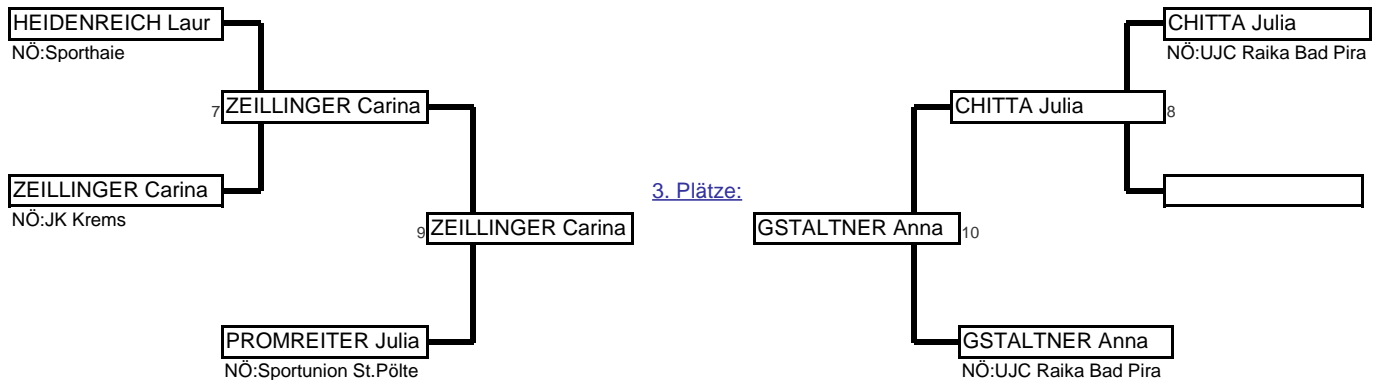 HEIDENREICH Laur
NÖ:Sporthaie
7 ZEILLINGER Carina
ZEILLINGER Carina
NÖ:JK Krems
9 ZEILLINGER Carina
PROMREITER Julia
NÖ:Sportunion St.Pölte
3. Plätze:
CHITTA Julia
NÖ:UJC Raika Bad Pira
CHITTA Julia 8
GSTALTNER Anna 10
GSTALTNER Anna
NÖ:UJC Raika Bad Pira